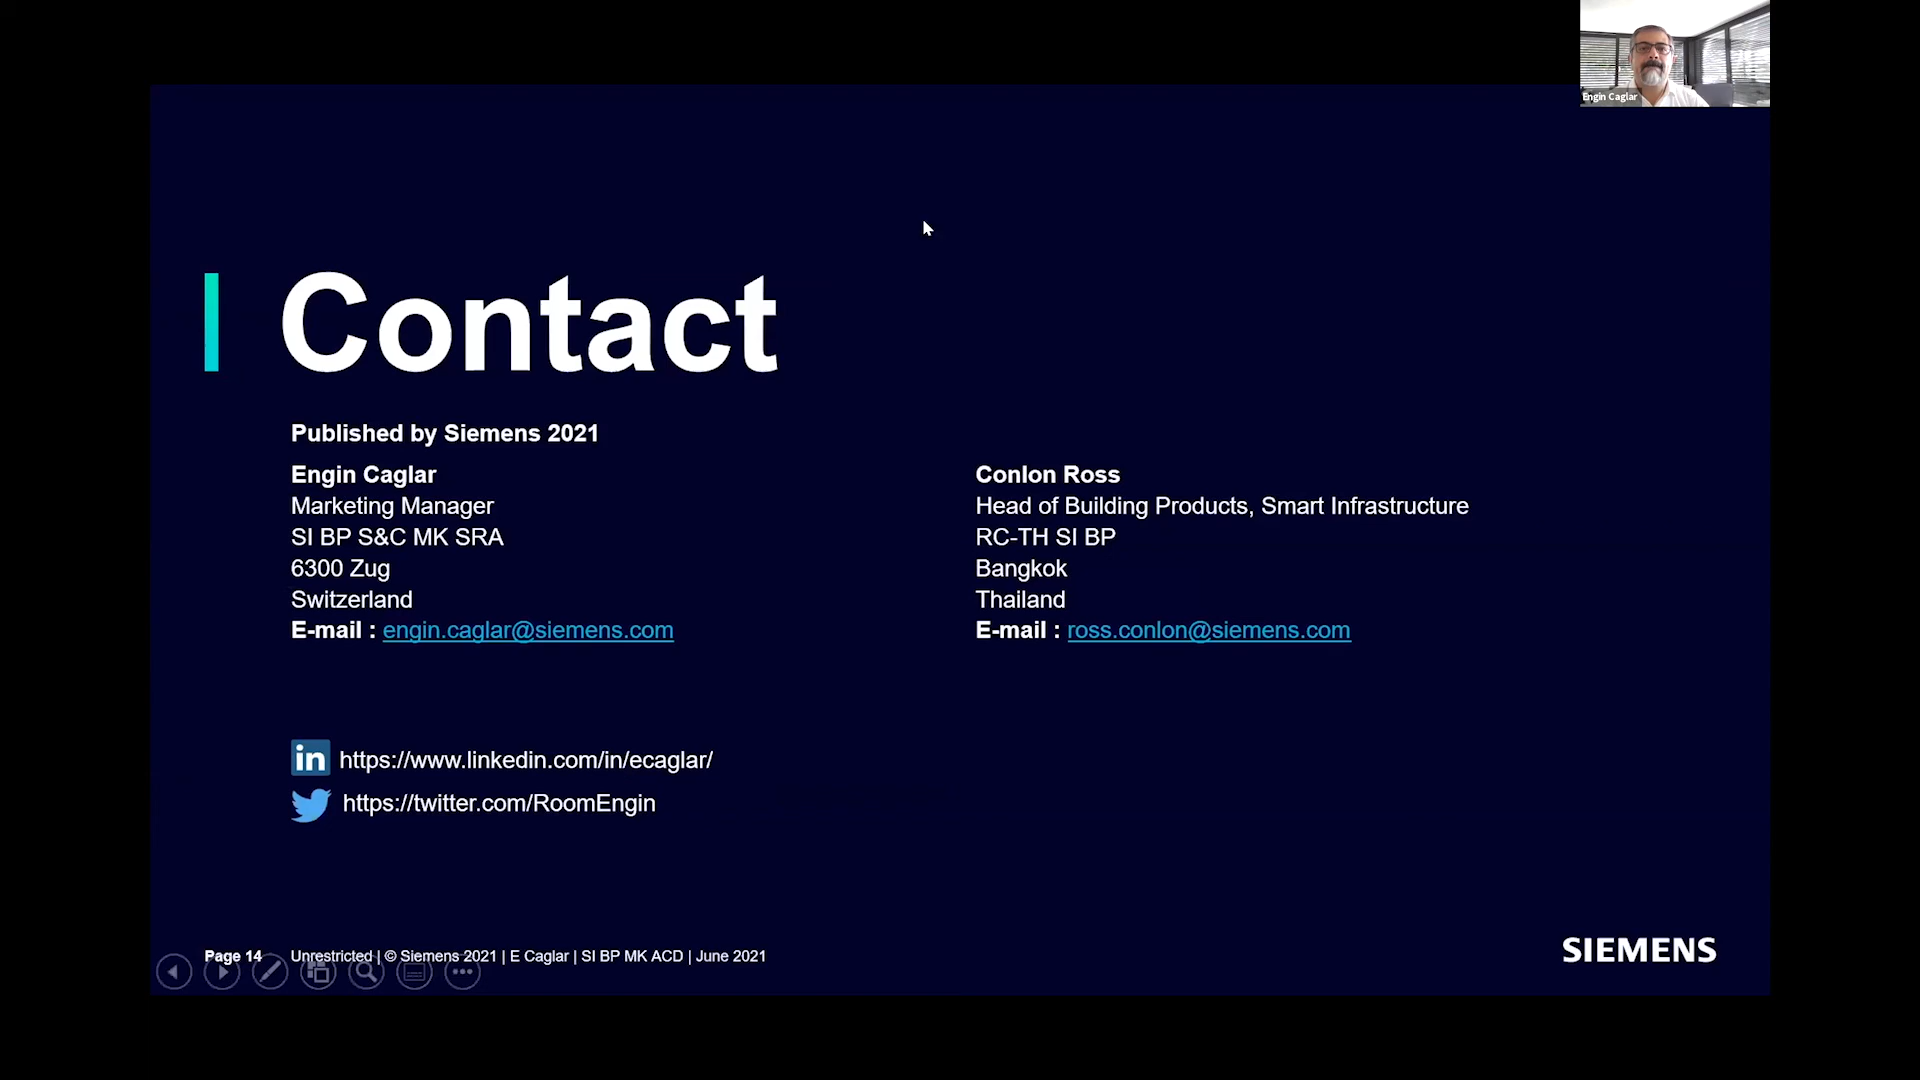 Engin Caglar
Contact
Published by Siemens 2021
Engin Caglar
Marketing Manager
SI BP S&C MK SRA
6300 Zug
Switzerland
E-mail : engin.caglar@siemens.com
Conlon Ross
Head of Building Products, Smart Infrastructure
RC-TH SI BP
Bangkok
Thailand
E-mail : ross.conlon@siemens.com
in https://www.linkedin.com/in/ecaglar/
https://twitter.com/RoomEngin
Page 14 Unrestricted | © Siemens 2021 | E Caglar | SI BP MK ACD | June 2021
SIEMENS